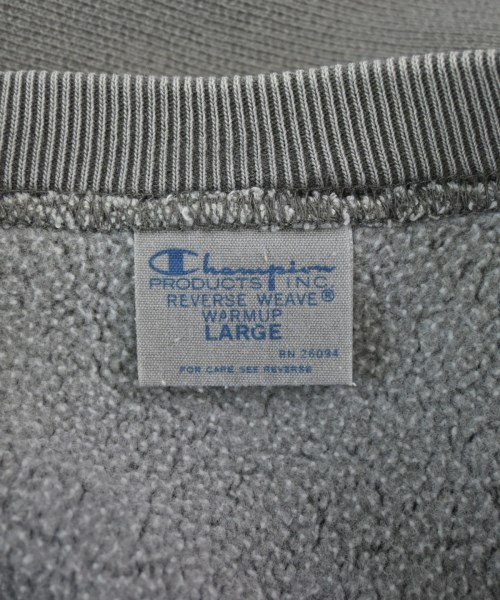 Champion
PRODUCTS INC.
REVERSE WEAVE®
WARMUP
LARGE
RN 26094
FOR CARE SEE REVERSE